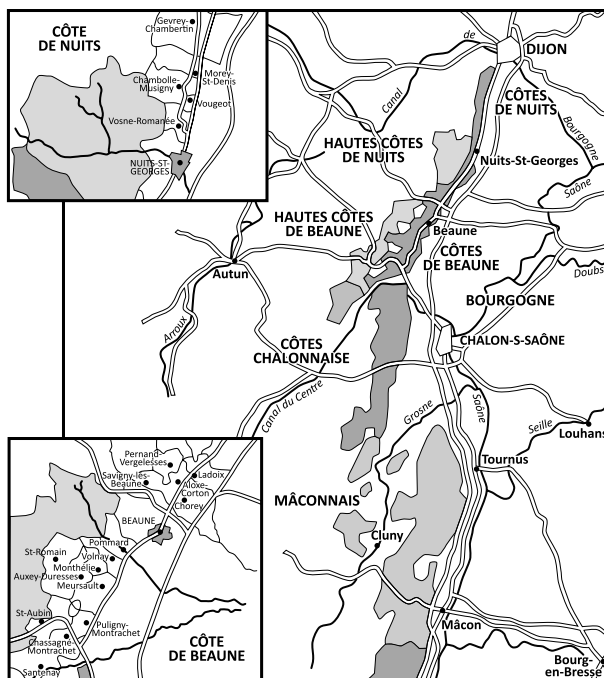 CÔTE
DE NUITS
Gevrey-
Chambertin
Morey-
St-Denis
Chambolle-
Musigny
Vougeot
Vosne-Romanée
NUITS-ST-
GEORGES
de
DIJON
Canal
CÔTES
DE NUITS
Bourgogne
HAUTES CÔTES
DE NUITS
Nuits-St-Georges
Saône
HAUTES CÔTES
DE BEAUNE
Beaune
CÔTES
DE BEAUNE
Autun
Doubs
BOURGOGNE
Arroux
CÔTES
CHALONNAISE
CHALON-S-SAÔNE
Canal du Centre
Grosne
Saône
Seille
Louhans
Tournus
MÂCONNAIS
Cluny
Mâcon
Bourg-
en-Bresse
Pernand-
Vergelesses
Savigny-lès-
Beaune
Ladoix
Aloxe-
Corton
Chorey
BEAUNE
Pommard
St-Romain
Volnay
Monthélie
Auxey-Duresses
Meursault
St-Aubin
Puligny-
Montrachet
Chassagne-
Montrachet
Santenay
CÔTE
DE BEAUNE